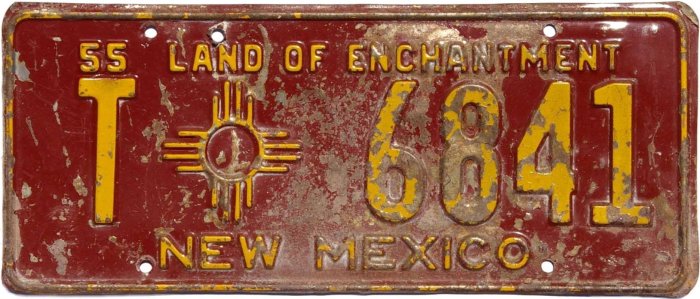 55 LAND OF ENCHANTMENT
T 6841
NEW MEXICO